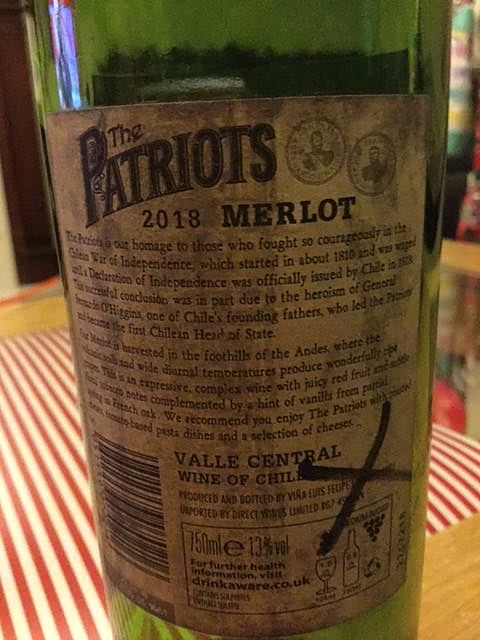 The
PATRIOTS
2018 MERLOT
The Patriots is our homage to those who fought so courageously in the
Chilean War of Independence, which started in about 1810 and was waged
until a Declaration of Independence was officially issued by Chile in 1818.
This successful conclusion was in part due to the heroism of General
Bernardo O'Higgins, one of Chile's founding fathers, who led the Patriots
and became the first Chilean Head of State.
Our Merlot is harvested in the foothills of the Andes, where the
volcanic soils and wide diurnal temperatures produce wonderfully ripe
grapes. This is an expressive, complex wine with juicy red fruit and subtle
tobacco notes complemented by a hint of vanilla from partial
ageing in French oak. We recommend you enjoy The Patriots with roasted
meats, tomato-based pasta dishes and a selection of cheeses.
VALLE CENTRAL
WINE OF CHILE
PRODUCED AND BOTTLED BY VIÑA LUIS FELIPE
IMPORTED BY DIRECT WINES LIMITED RG7
750ml e 13% vol
For further health
information, visit
drinkaware.co.uk
CONTAINS SULPHITES